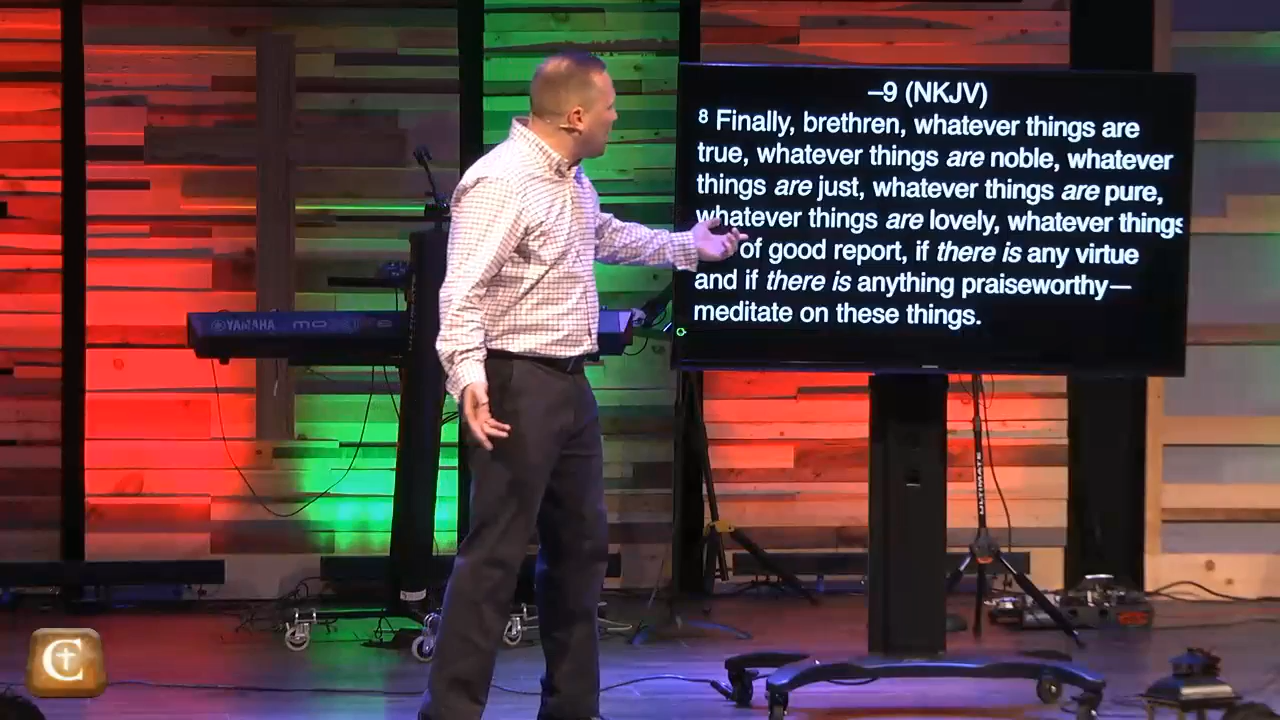 –9 (NKJV)
8 Finally, brethren, whatever things are
true, whatever things are noble, whatever
things are just, whatever things are pure,
whatever things are lovely, whatever things
of good report, if there is any virtue
and if there is anything praiseworthy—
meditate on these things.
YAMAHA
ULTIMATE
C